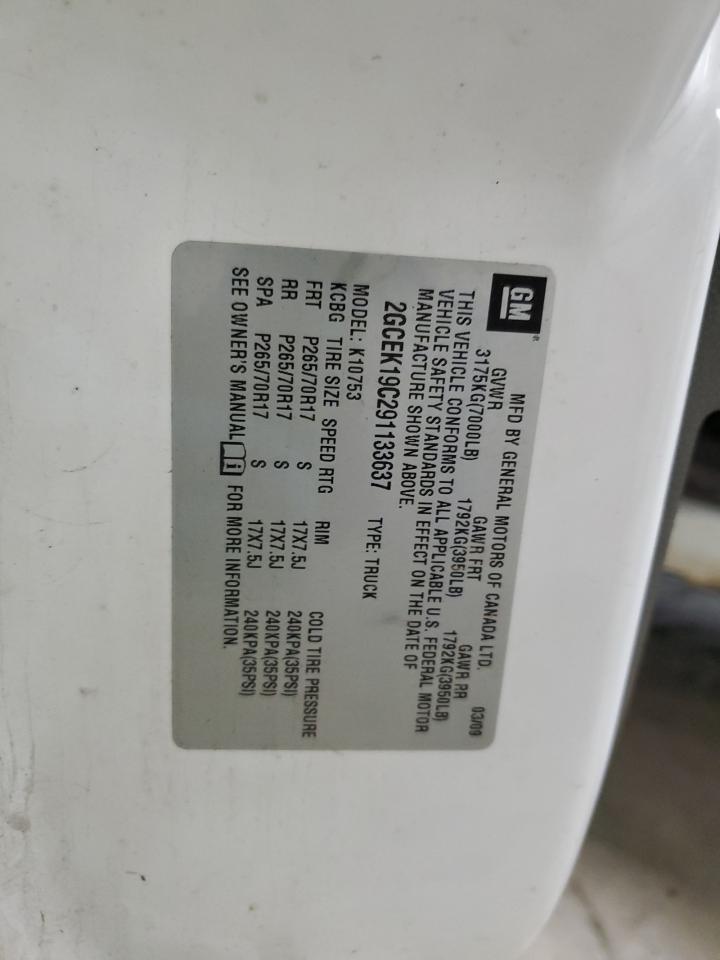 GM
MFD BY GENERAL MOTORS OF CANADA LTD.
GVWR GAWR FRT GAWR RR 03/09
3175KG(7000LB) 1792KG(3950LB) 1792KG(3950LB)
THIS VEHICLE CONFORMS TO ALL APPLICABLE U.S. FEDERAL MOTOR
VEHICLE SAFETY STANDARDS IN EFFECT ON THE DATE OF
MANUFACTURE SHOWN ABOVE.
2GCEK19C291133637 TYPE: TRUCK
MODEL: K10753
KCBG TIRE SIZE SPEED RTG RIM COLD TIRE PRESSURE
FRT P265/70R17 S 17X7.5J 240KPA(35PSI)
RR P265/70R17 S 17X7.5J 240KPA(35PSI)
SPA P265/70R17 S 17X7.5J 240KPA(35PSI)
SEE OWNER'S MANUAL i FOR MORE INFORMATION.